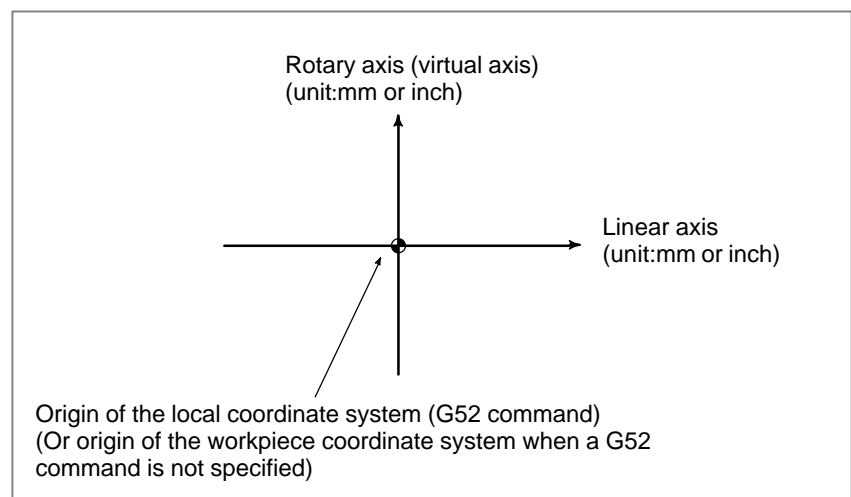 Rotary axis (virtual axis)
(unit:mm or inch)
Linear axis
(unit:mm or inch)
Origin of the local coordinate system (G52 command)
(Or origin of the workpiece coordinate system when a G52
command is not specified)